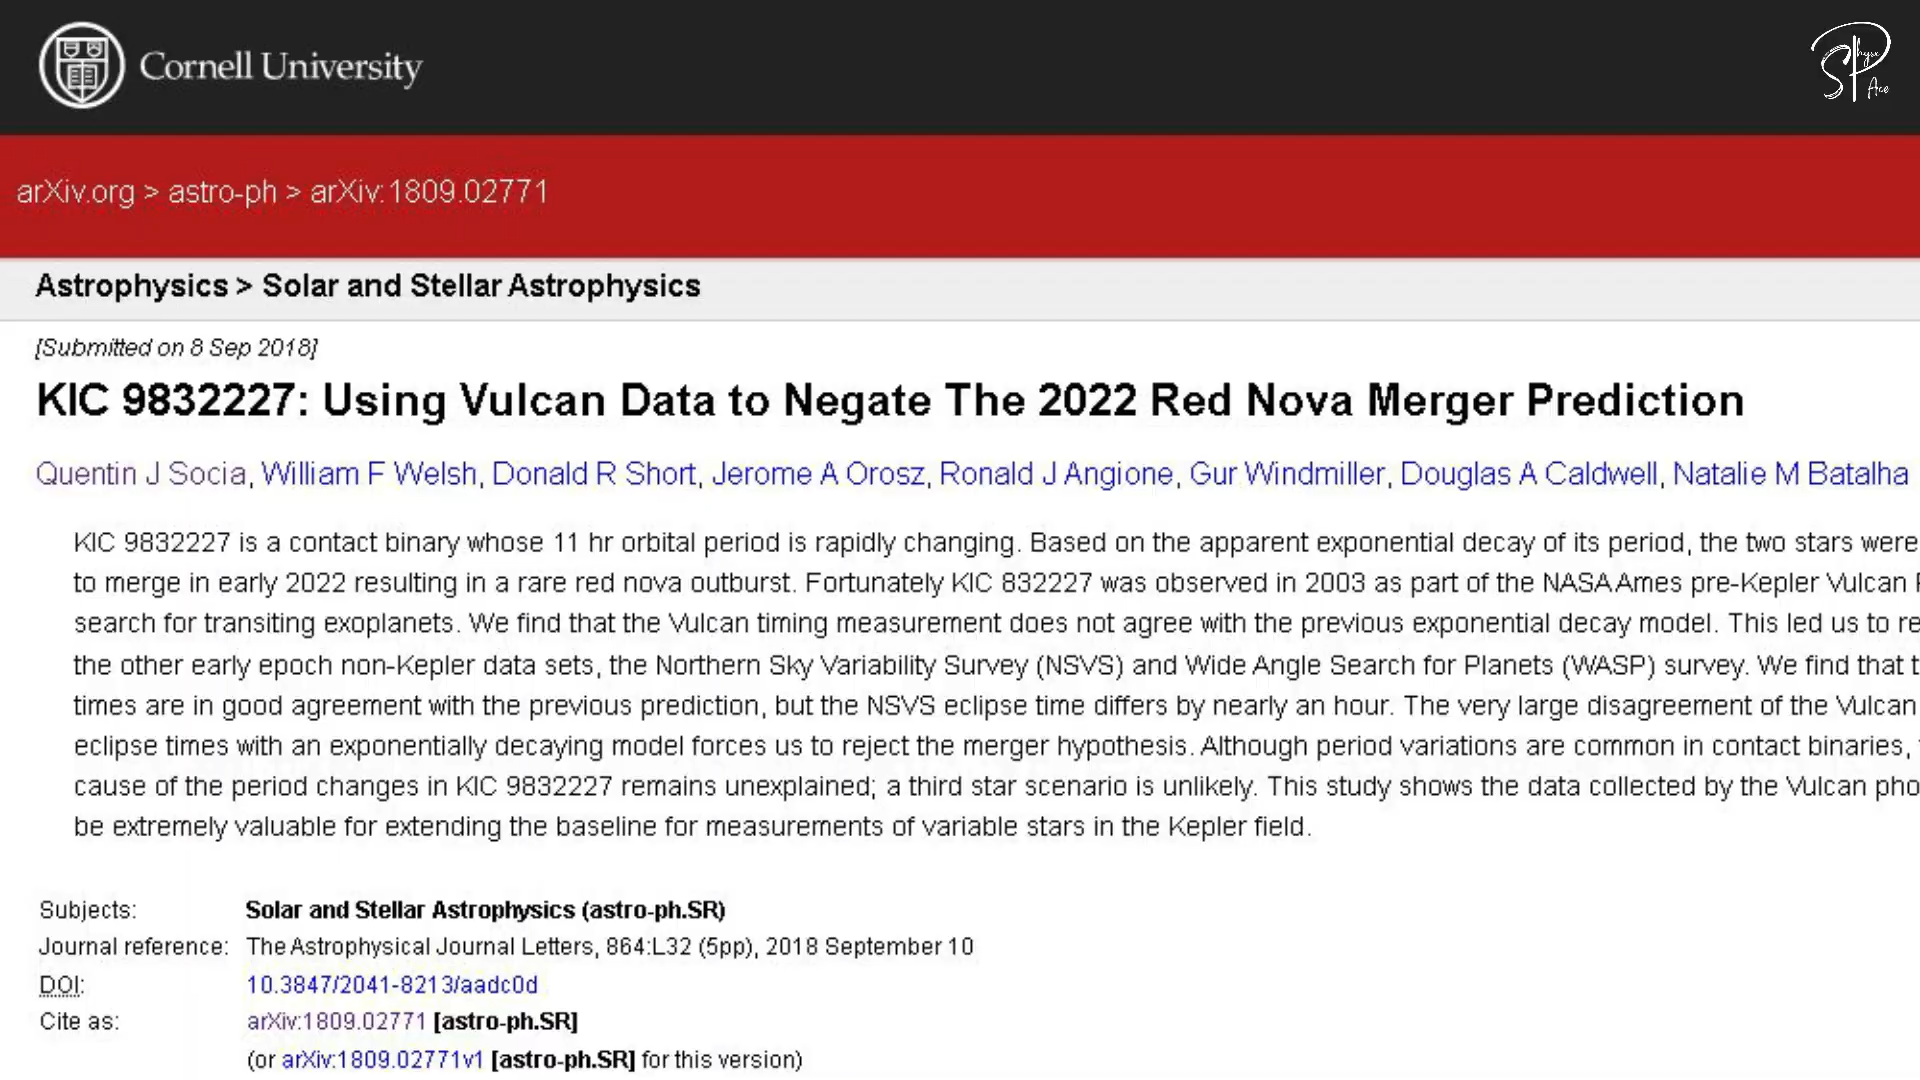 Cornell University
SPhysx Ace
arXiv.org > astro-ph > arXiv:1809.02771
Astrophysics > Solar and Stellar Astrophysics
[Submitted on 8 Sep 2018]
KIC 9832227: Using Vulcan Data to Negate The 2022 Red Nova Merger Prediction
Quentin J Socia, William F Welsh, Donald R Short, Jerome A Orosz, Ronald J Angione, Gur Windmiller, Douglas A Caldwell, Natalie M Batalha
KIC 9832227 is a contact binary whose 11 hr orbital period is rapidly changing. Based on the apparent exponential decay of its period, the two stars were
to merge in early 2022 resulting in a rare red nova outburst. Fortunately KIC 832227 was observed in 2003 as part of the NASA Ames pre-Kepler Vulcan
search for transiting exoplanets. We find that the Vulcan timing measurement does not agree with the previous exponential decay model. This led us to re
the other early epoch non-Kepler data sets, the Northern Sky Variability Survey (NSVS) and Wide Angle Search for Planets (WASP) survey. We find that t
times are in good agreement with the previous prediction, but the NSVS eclipse time differs by nearly an hour. The very large disagreement of the Vulcan
eclipse times with an exponentially decaying model forces us to reject the merger hypothesis. Although period variations are common in contact binaries,
cause of the period changes in KIC 9832227 remains unexplained; a third star scenario is unlikely. This study shows the data collected by the Vulcan pho
be extremely valuable for extending the baseline for measurements of variable stars in the Kepler field.
Subjects: Solar and Stellar Astrophysics (astro-ph.SR)
Journal reference: The Astrophysical Journal Letters, 864:L32 (5pp), 2018 September 10
DOI: 10.3847/2041-8213/aadc0d
Cite as: arXiv:1809.02771 [astro-ph.SR]
(or arXiv:1809.02771v1 [astro-ph.SR] for this version)